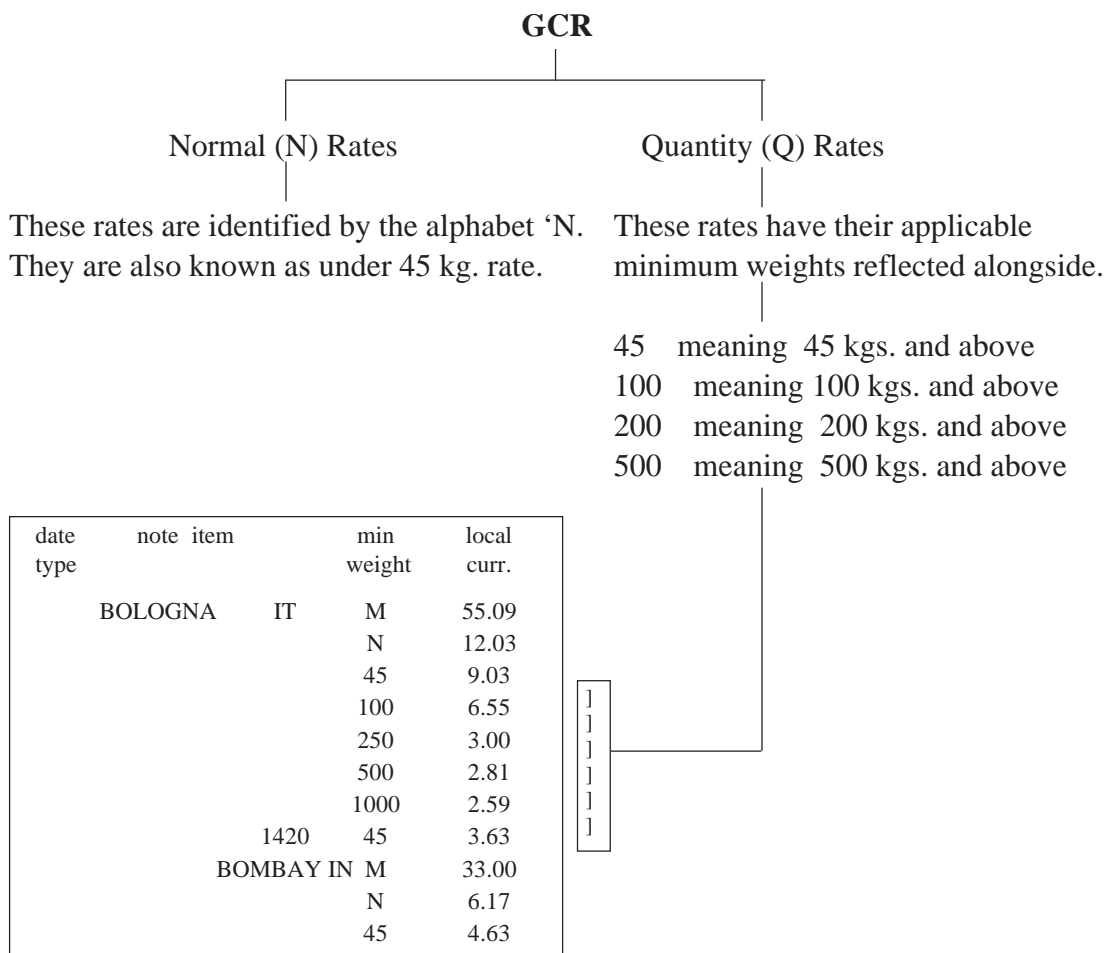 GCR
Normal (N) Rates
Quantity (Q) Rates
These rates are identified by the alphabet ‘N.
They are also known as under 45 kg. rate.
These rates have their applicable
minimum weights reflected alongside.
45 meaning 45 kgs. and above
100 meaning 100 kgs. and above
200 meaning 200 kgs. and above
500 meaning 500 kgs. and above
date note item min local
type weight curr.
BOLOGNA IT M 55.09
N 12.03
45 9.03
100 6.55
250 3.00
500 2.81
1000 2.59
1420 45 3.63
BOMBAY IN M 33.00
N 6.17
45 4.63
]
]
]
]
]
]